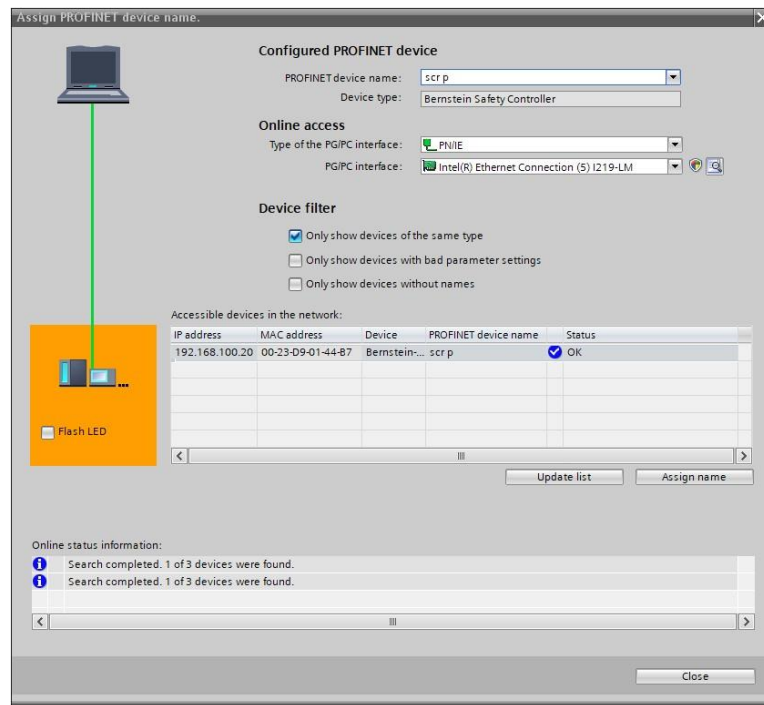 Assign PROFINET device name.
Configured PROFINET device
PROFINET device name: scr p
Device type: Bernstein Safety Controller
Online access
Type of the PG/PC interface: PN/IE
PG/PC interface: Intel(R) Ethernet Connection (5) I219-LM
Device filter
Only show devices of the same type
Only show devices with bad parameter settings
Only show devices without names
Accessible devices in the network:
IP address MAC address Device PROFINET device name Status
192.168.100.20 00-23-D9-01-44-B7 Bernstein-... scr p OK
Flash LED
Update list Assign name
Online status information:
Search completed. 1 of 3 devices were found.
Search completed. 1 of 3 devices were found.
Close